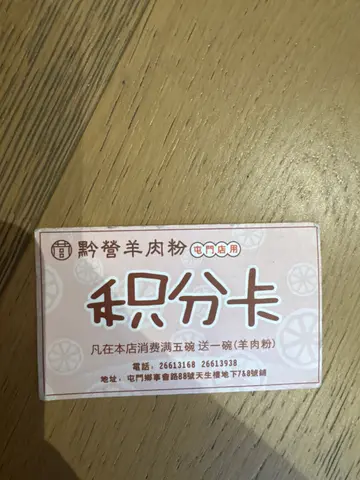 黔營羊肉粉 屯門店用
积分卡
凡在本店消费满五碗 送一碗(羊肉粉)
電話: 26613168 26613938
地址: 屯門鄉事會路88號天生樓地下7&8號鋪